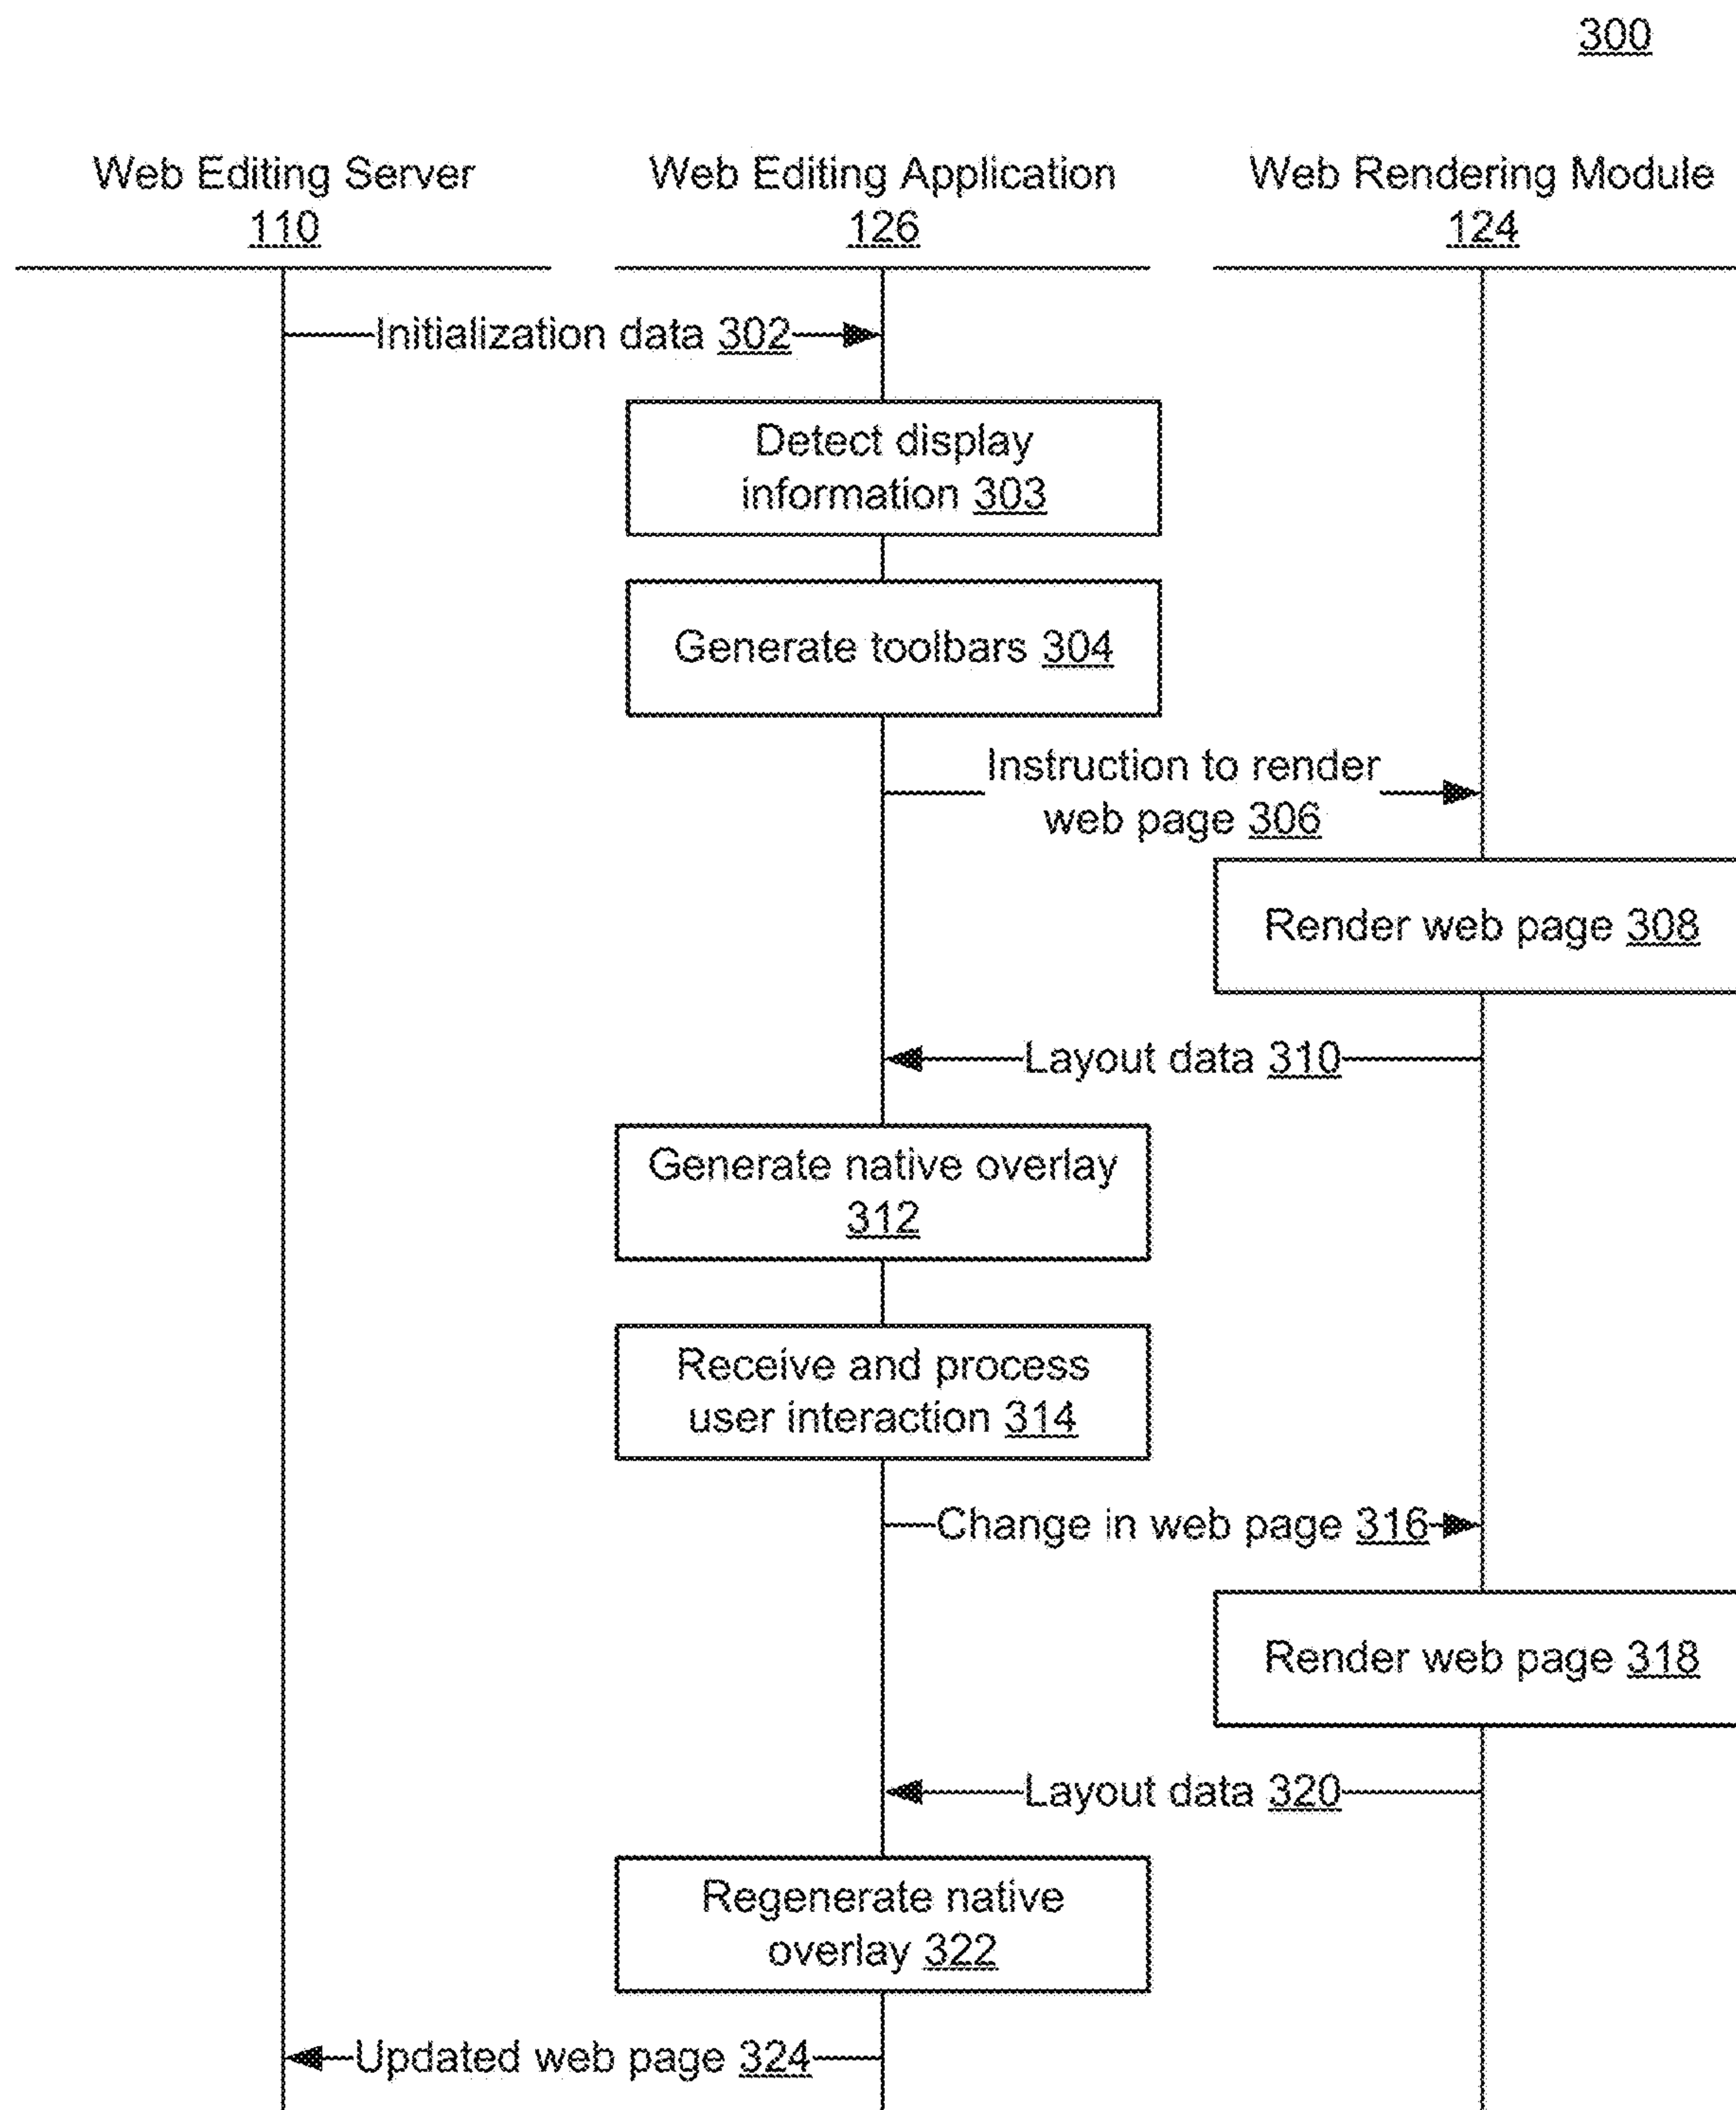 300
Web Editing Server
110
Web Editing Application
126
Web Rendering Module
124
Initialization data 302
Detect display
information 303
Generate toolbars 304
Instruction to render
web page 306
Render web page 308
Layout data 310
Generate native overlay
312
Receive and process
user interaction 314
Change in web page 316
Render web page 318
Layout data 320
Regenerate native
overlay 322
Updated web page 324